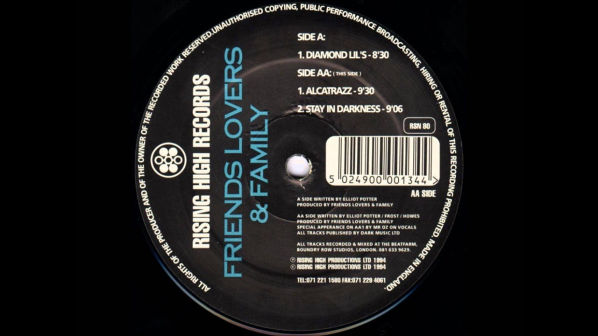 ALL RIGHTS OF THE PRODUCER AND OF THE OWNER OF THE RECORDED WORK RESERVED. UNAUTHORISED COPYING, PUBLIC PERFORMANCE BROADCASTING, HIRING OR RENTAL OF THIS RECORDING PROHIBITED MADE IN ENGLAND.
RISING HIGH RECORDS
FRIENDS LOVERS
& FAMILY
SIDE A:
1. DIAMOND LIL'S - 8'30
SIDE AA: ( THIS SIDE )
1. ALCATRAZZ - 9'30
2. STAY IN DARKNESS - 9'06
RSN 80
5 024900 001344
AA SIDE
A SIDE WRITTEN BY ELLIOT POTTER
PRODUCED BY FRIENDS LOVERS & FAMILY
AA SIDE WRITTEN BY ELLIOT POTTER / FROST / HOWES
PRODUCED BY FRIENDS LOVERS & FAMILY
SPECIAL APPERANCE ON AA1 BY MR OZ ON VOCALS
ALL TRACKS PUBLISHED BY DARK MUSIC LTD
ALL TRACKS RECORDED & MIXED AT THE BEATFARM,
BOUNDRY ROW STUDIOS, LONDON. 081 633 9629.
℗ RISING HIGH PRODUCTIONS LTD 1994
© RISING HIGH PRODUCTIONS LTD 1994
TEL:071 221 1580 FAX:071 229 4061